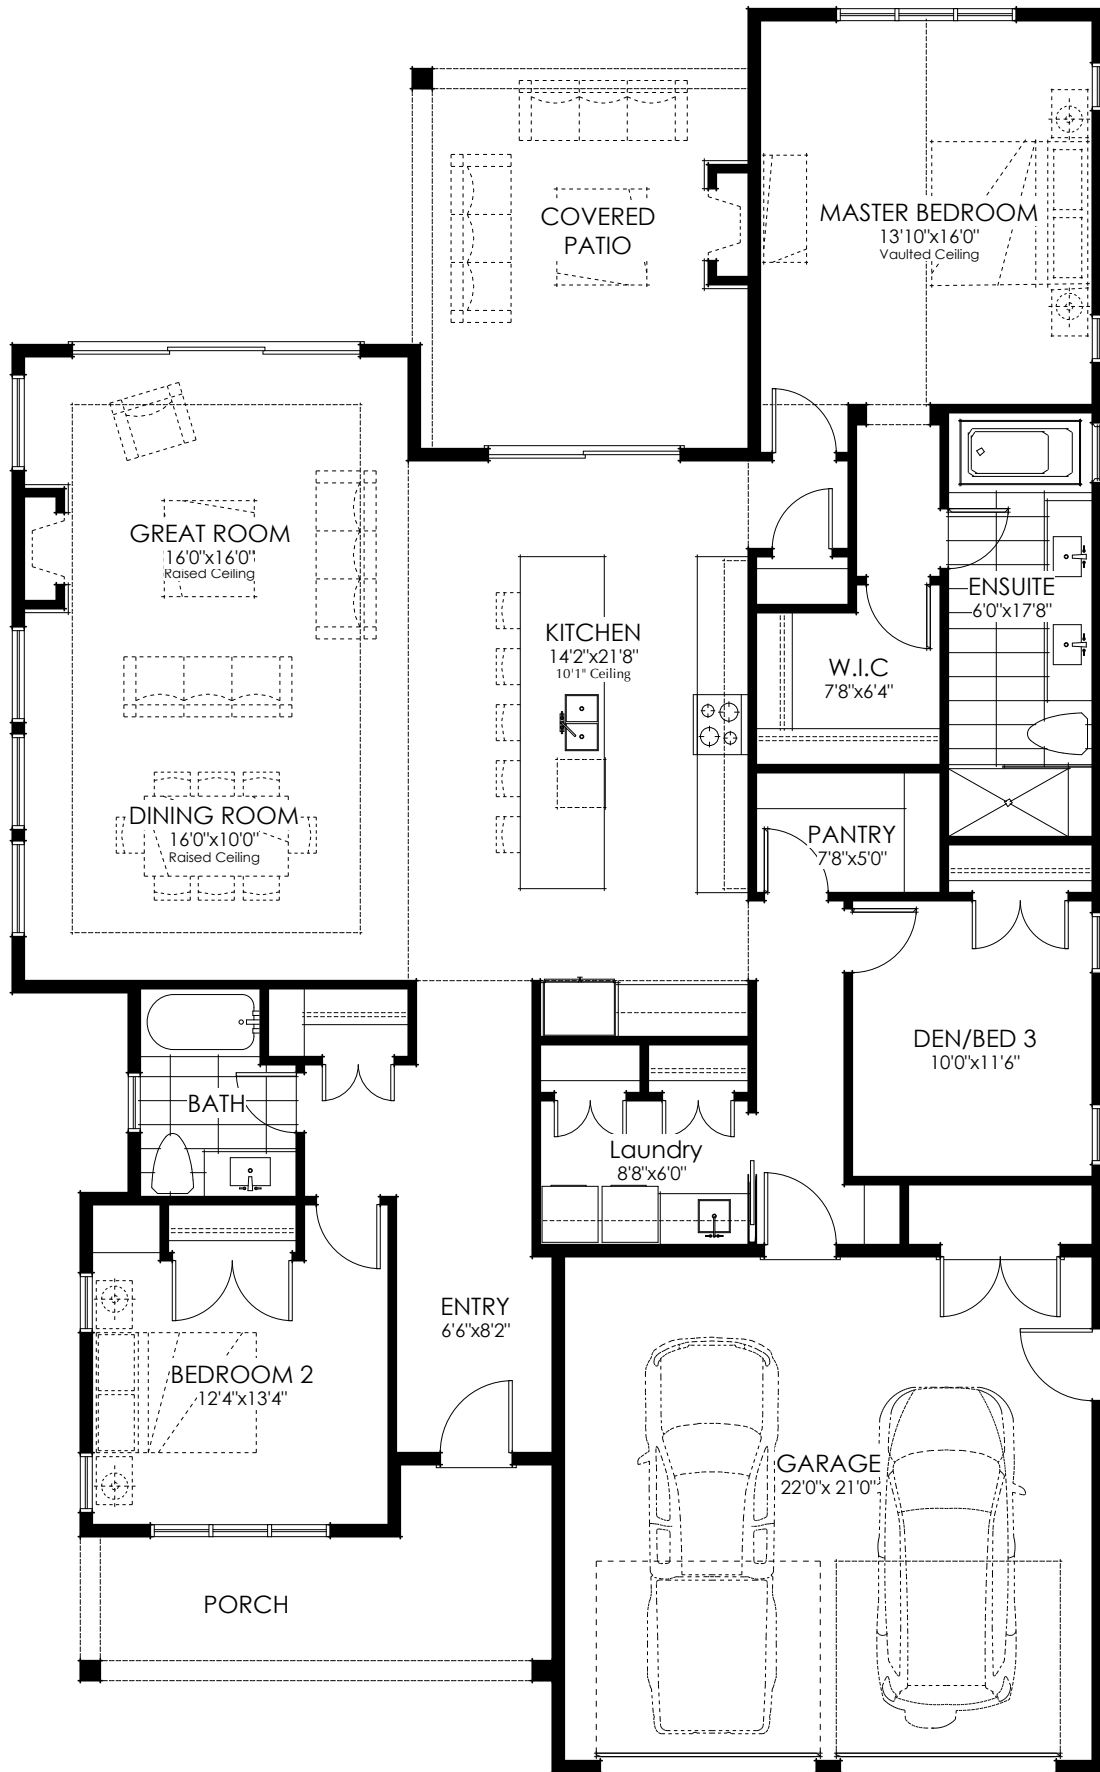 COVERED
PATIO
MASTER BEDROOM
13'10"x16'0"
Vaulted Ceiling
GREAT ROOM
16'0"x16'0"
Raised Ceiling
KITCHEN
14'2"x21'8"
10'1" Ceiling
ENSUITE
6'0"x17'8"
W.I.C
7'8"x6'4"
DINING ROOM
16'0"x10'0"
Raised Ceiling
PANTRY
7'8"x5'0"
DEN/BED 3
10'0"x11'6"
BATH
Laundry
8'8"x6'0"
ENTRY
6'6"x8'2"
BEDROOM 2
12'4"x13'4"
GARAGE
22'0"x 21'0"
PORCH